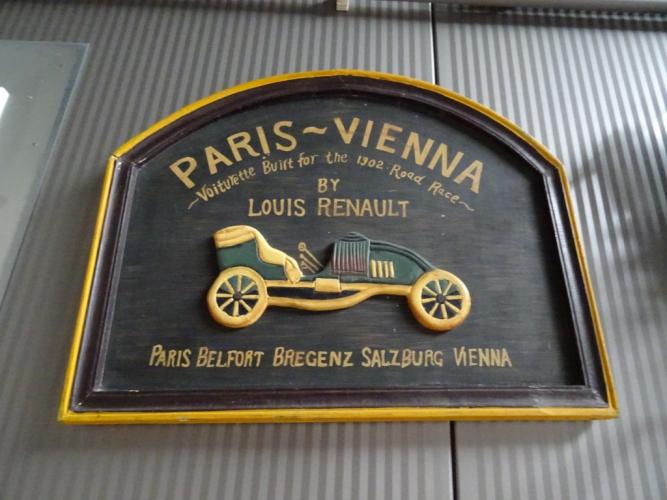 PARIS~VIENNA
~Voiturette Built for the 1902 Road Race~
BY
LOUIS RENAULT
PARIS BELFORT BREGENZ SALZBURG VIENNA